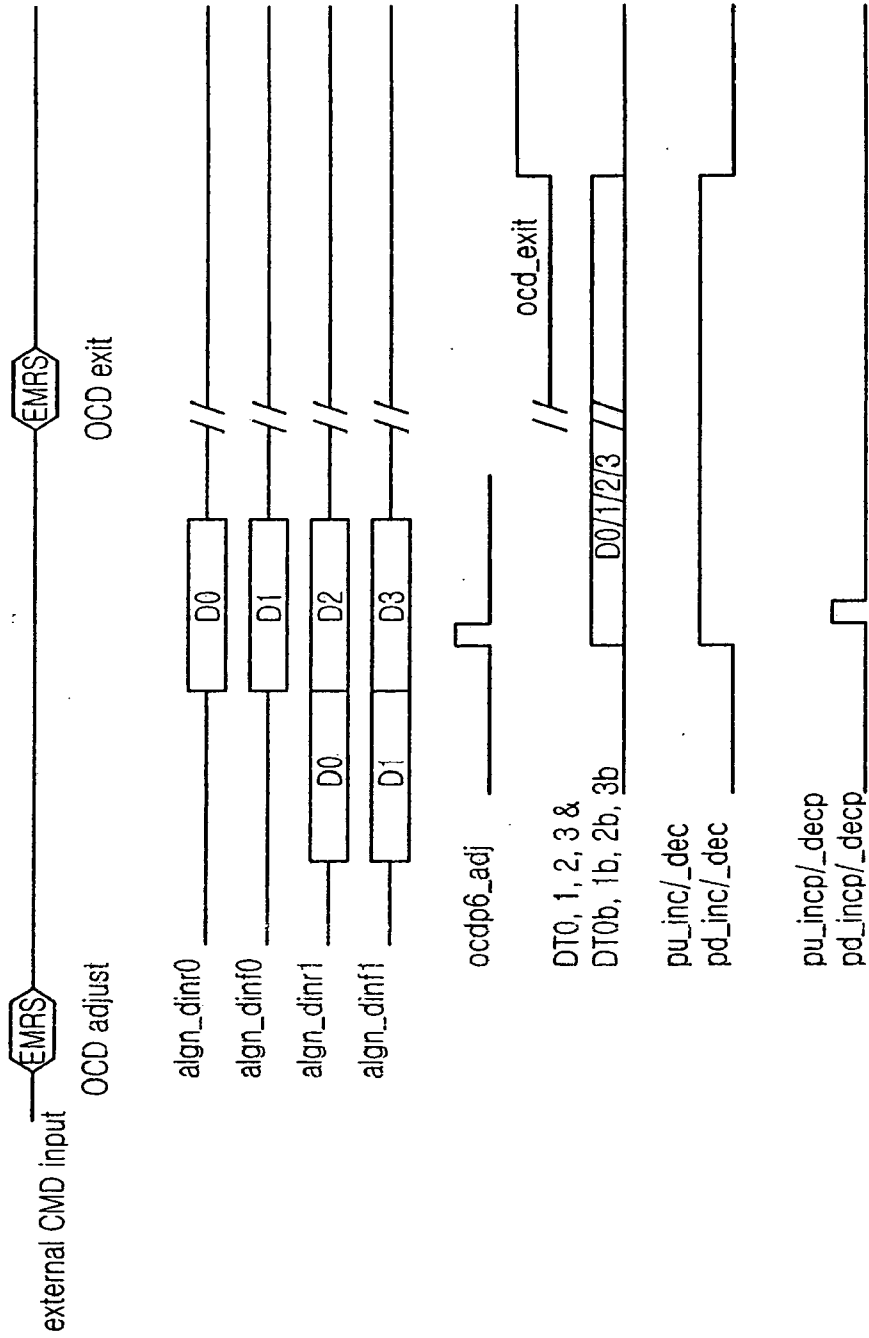 external CMD input
EMRS
EMRS
OCD adjust
OCD exit
algn_dinr0
D0
algn_dinf0
D1
algn_dinr1
D0
D2
algn_dinf1
D1
D3
ocdp6_adj
ocd_exit
DT0, 1, 2, 3 &
DT0b, 1b, 2b, 3b
D0/1/2/3
pu_inc/_dec
pd_inc/_dec
pu_incp/_decp
pd_incp/_decp